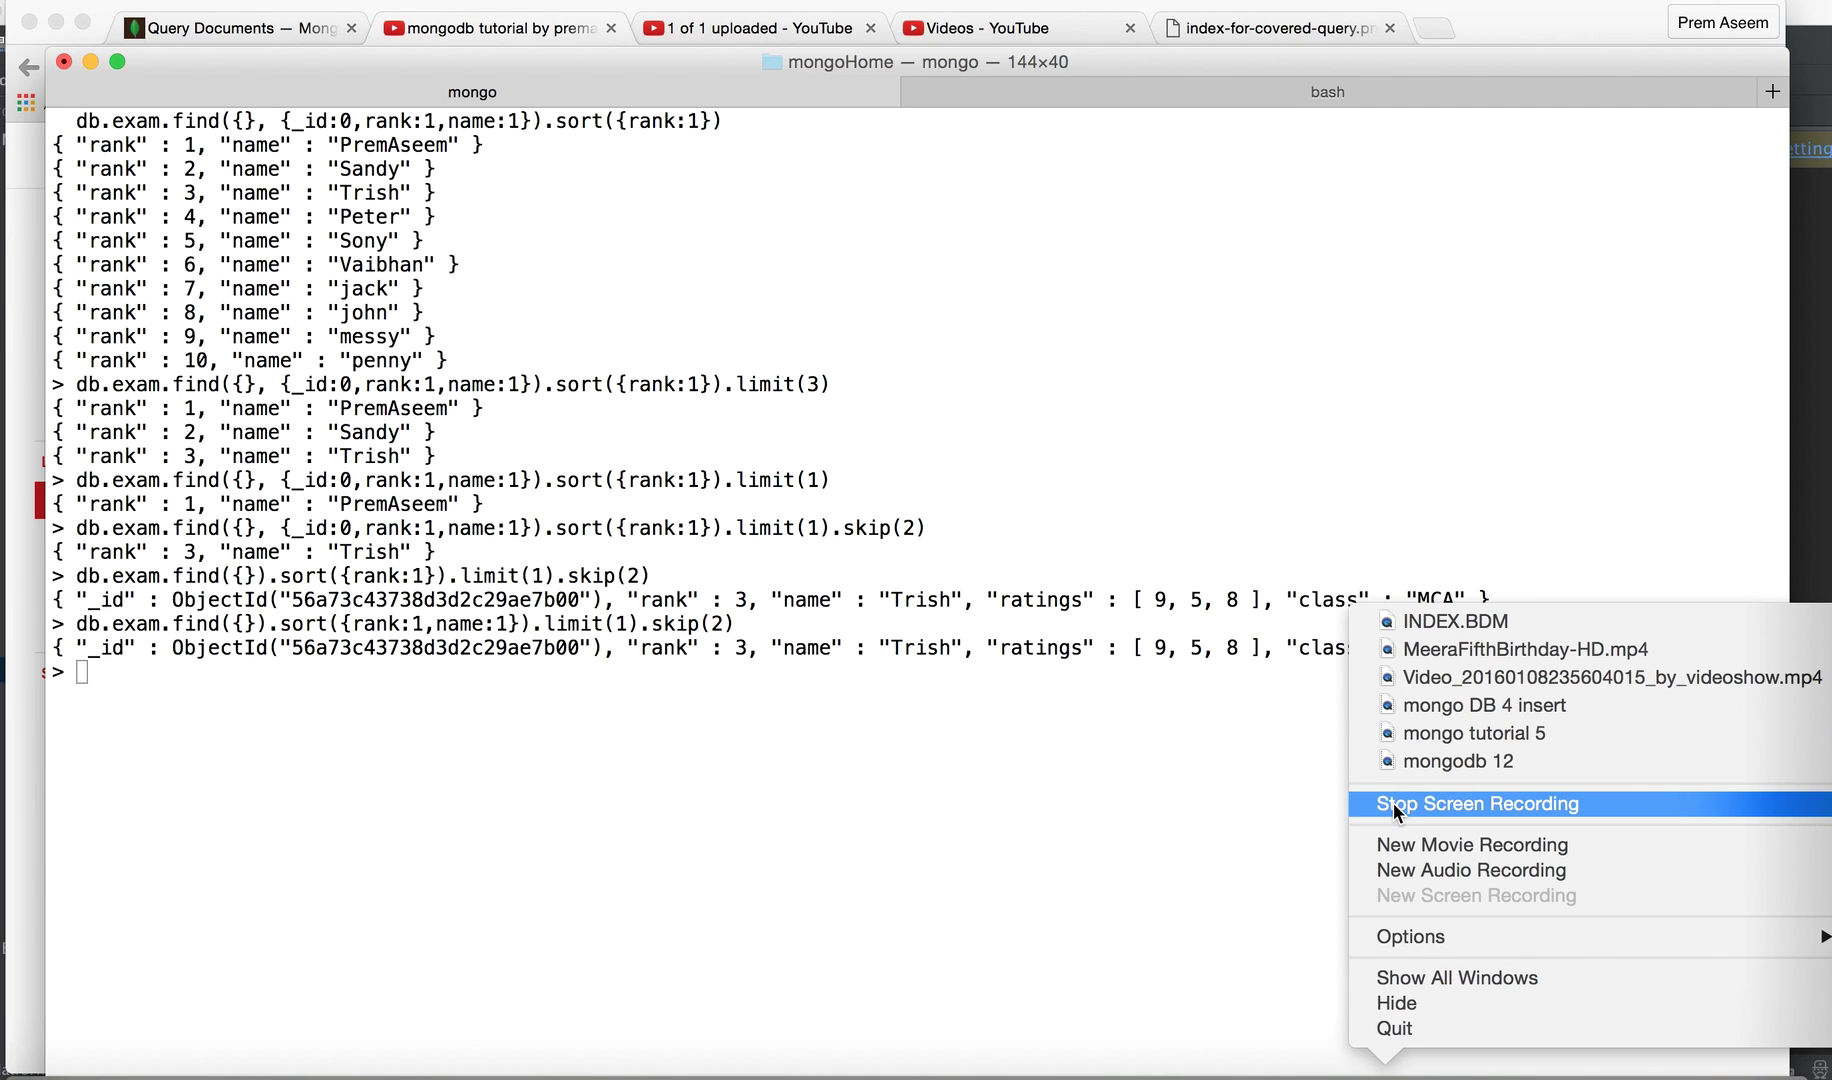 Query Documents — Mong
mongodb tutorial by prema
1 of 1 uploaded - YouTube
Videos - YouTube
index-for-covered-query.pn
Prem Aseem
mongoHome — mongo — 144×40
mongo
bash
db.exam.find({}, {_id:0,rank:1,name:1}).sort({rank:1})
{ "rank" : 1, "name" : "PremAseem" }
{ "rank" : 2, "name" : "Sandy" }
{ "rank" : 3, "name" : "Trish" }
{ "rank" : 4, "name" : "Peter" }
{ "rank" : 5, "name" : "Sony" }
{ "rank" : 6, "name" : "Vaibhan" }
{ "rank" : 7, "name" : "jack" }
{ "rank" : 8, "name" : "john" }
{ "rank" : 9, "name" : "messy" }
{ "rank" : 10, "name" : "penny" }
> db.exam.find({}, {_id:0,rank:1,name:1}).sort({rank:1}).limit(3)
{ "rank" : 1, "name" : "PremAseem" }
{ "rank" : 2, "name" : "Sandy" }
{ "rank" : 3, "name" : "Trish" }
> db.exam.find({}, {_id:0,rank:1,name:1}).sort({rank:1}).limit(1)
{ "rank" : 1, "name" : "PremAseem" }
> db.exam.find({}, {_id:0,rank:1,name:1}).sort({rank:1}).limit(1).skip(2)
{ "rank" : 3, "name" : "Trish" }
> db.exam.find({}).sort({rank:1}).limit(1).skip(2)
{ "_id" : ObjectId("56a73c43738d3d2c29ae7b00"), "rank" : 3, "name" : "Trish", "ratings" : [ 9, 5, 8 ], "class" : "MCA" }
> db.exam.find({}).sort({rank:1,name:1}).limit(1).skip(2)
{ "_id" : ObjectId("56a73c43738d3d2c29ae7b00"), "rank" : 3, "name" : "Trish", "ratings" : [ 9, 5, 8 ], "clas
>
etting
INDEX.BDM
MeeraFifthBirthday-HD.mp4
Video_20160108235604015_by_videoshow.mp4
mongo DB 4 insert
mongo tutorial 5
mongodb 12
Stop Screen Recording
New Movie Recording
New Audio Recording
New Screen Recording
Options
Show All Windows
Hide
Quit